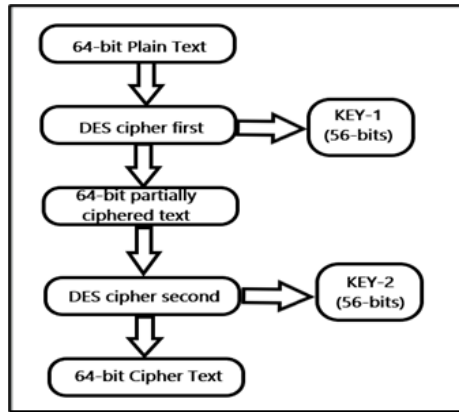 64-bit Plain Text
DES cipher first
KEY-1
(56-bits)
64-bit partially
ciphered text
DES cipher second
KEY-2
(56-bits)
64-bit Cipher Text